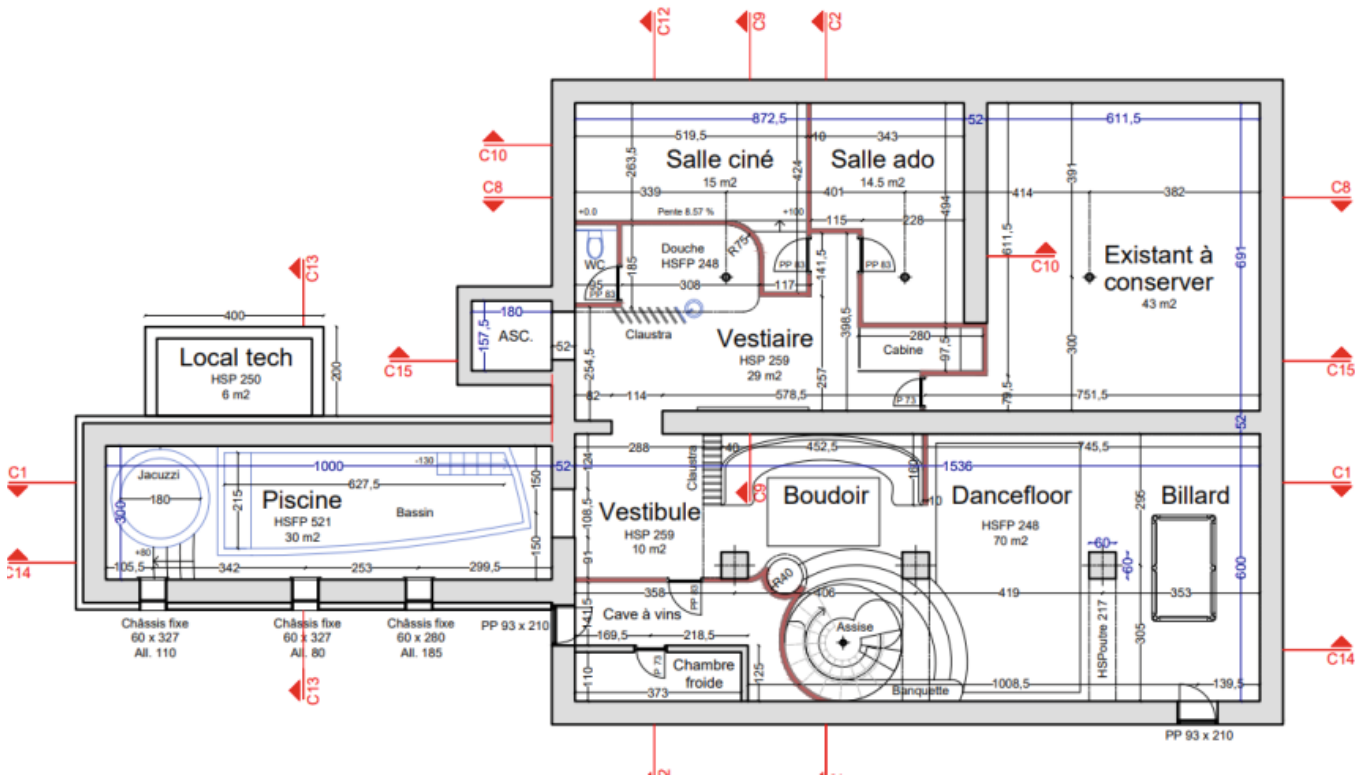 C12
C9
C2
872,5
52
611,5
519,5
10
343
C10
263,5
Salle ciné
15 m2
424
Salle ado
14.5 m2
391
C8
339
401
414
382
C8
494
+0.0
Pente 8.57 %
+100
115
228
611,5
WC
185
Douche
HSFP 248
R75
PP 83
141,5
PP 83
C10
Existant à
conserver
43 m2
691
C13
95
PP 83
308
117
400
180
ASC.
157,5
52
Claustra
Vestiaire
HSP 259
29 m2
398,5
280
Cabine
97,5
300
Local tech
HSP 250
6 m2
200
C15
254,5
257
C15
82
114
578,5
P 73
79,5
751,5
52
288
40
452,5
745,5
C1
1000
-130
52
124
Claustra
C9
160
1536
C1
Jacuzzi
180
300
215
627,5
Piscine
HSFP 521
30 m2
Bassin
150
150
108,5
Vestibule
HSP 259
10 m2
Boudoir
10
Dancefloor
HSFP 248
70 m2
Billard
295
+80
91
60
60
600
C14
105,5
342
253
299,5
358
PP 83
R40
406
419
353
Châssis fixe
60 x 327
All. 110
Châssis fixe
60 x 327
All. 80
Châssis fixe
60 x 280
All. 185
PP 93 x 210
141,5
Cave à vins
169,5
218,5
Assise
HSPoutre 217
305
C14
P 73
Chambre
froide
125
110
373
Banquette
1008,5
139,5
C13
PP 93 x 210